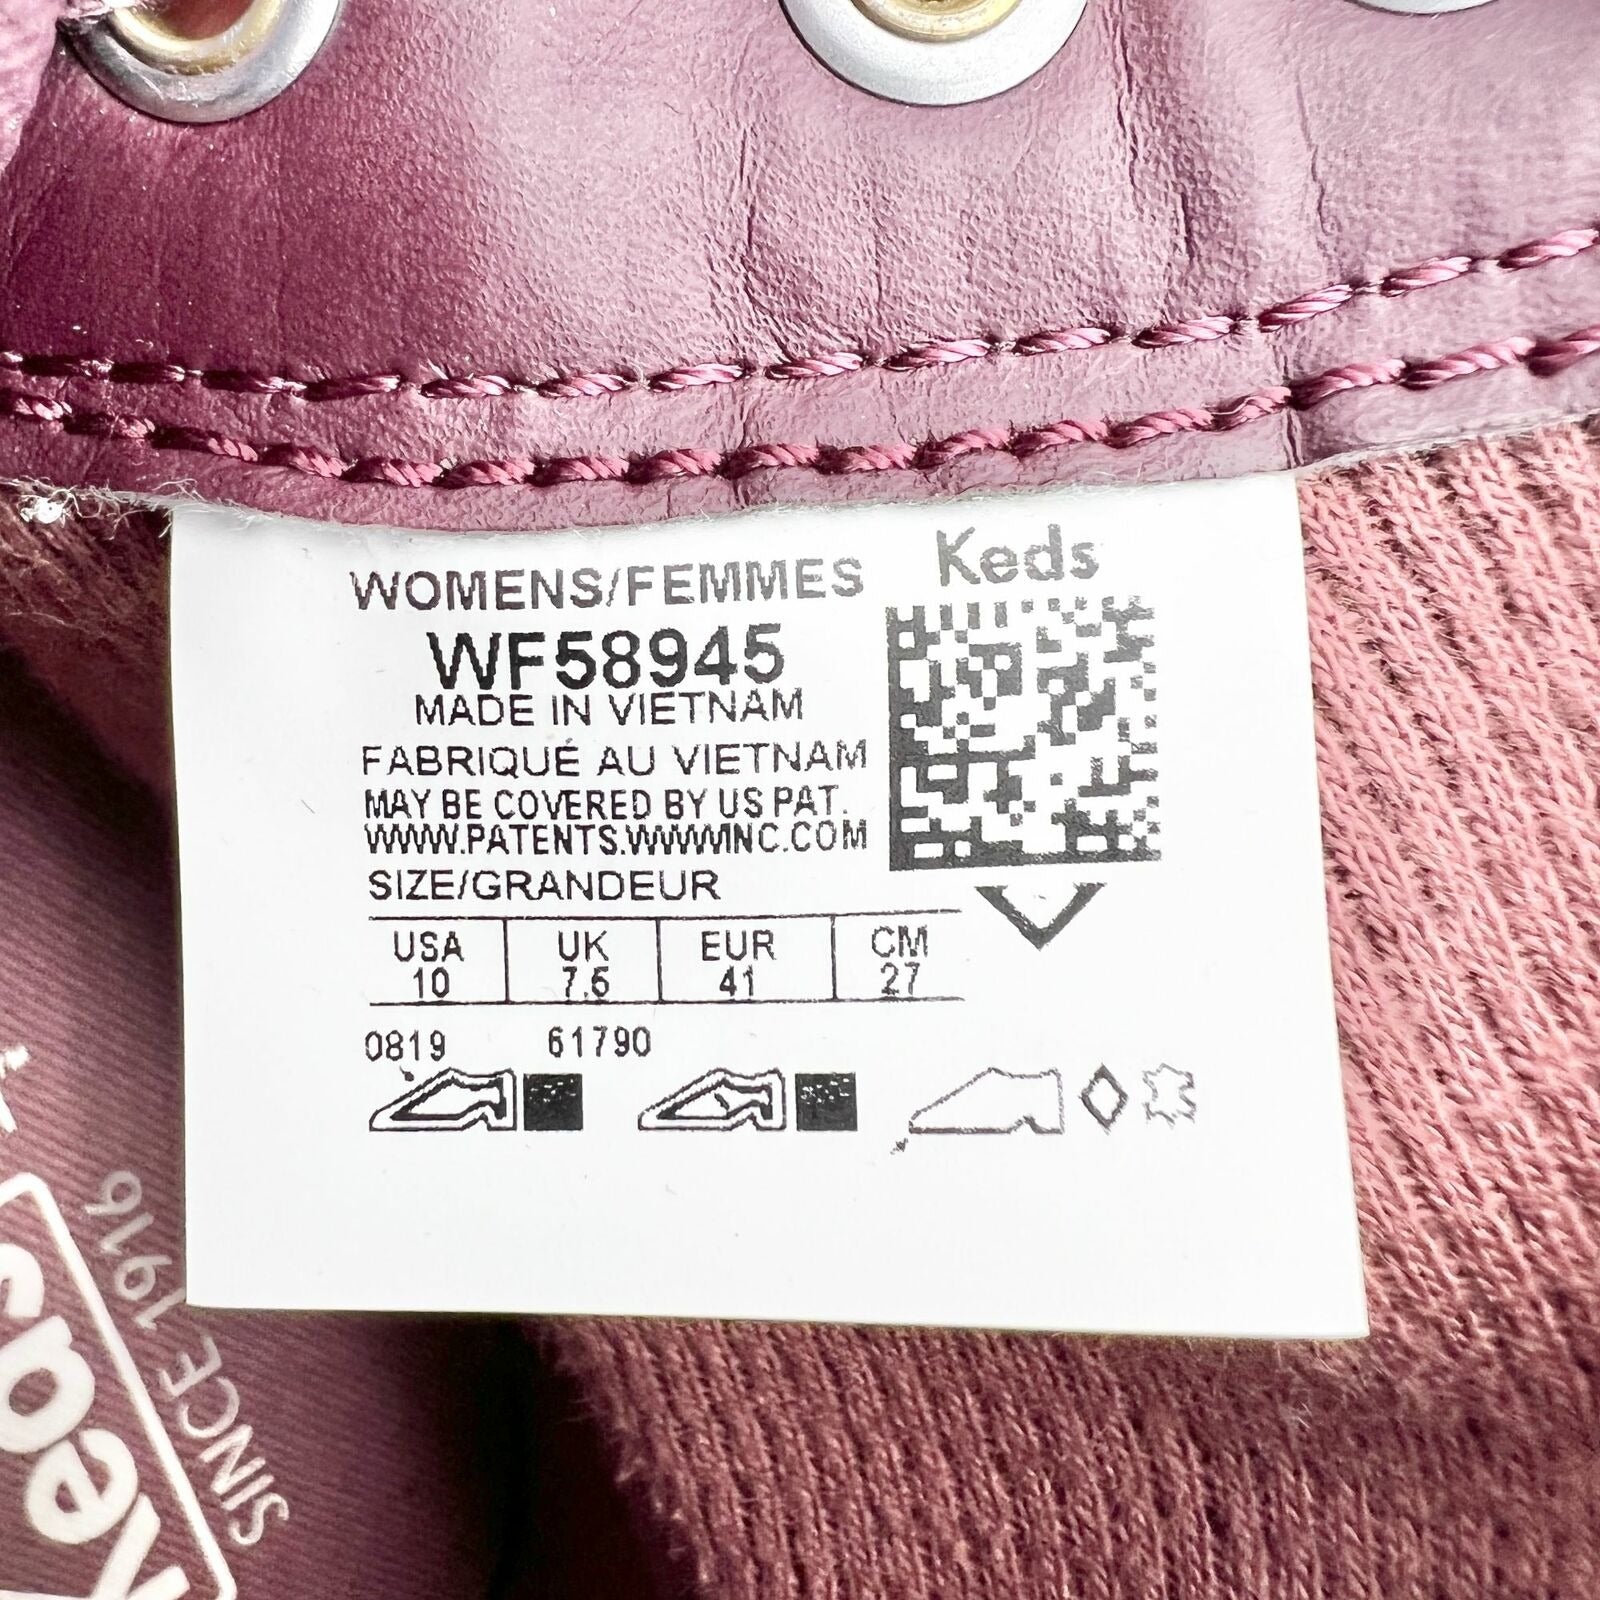 Keds
WOMENS/FEMMES
WF58945
MADE IN VIETNAM
FABRIQUÉ AU VIETNAM
MAY BE COVERED BY US PAT.
WWW.PATENTS.WWWINC.COM
SIZE/GRANDEUR
USA UK EUR CM
10 7.5 41 27
0819 61790
Keds
SINCE 1916